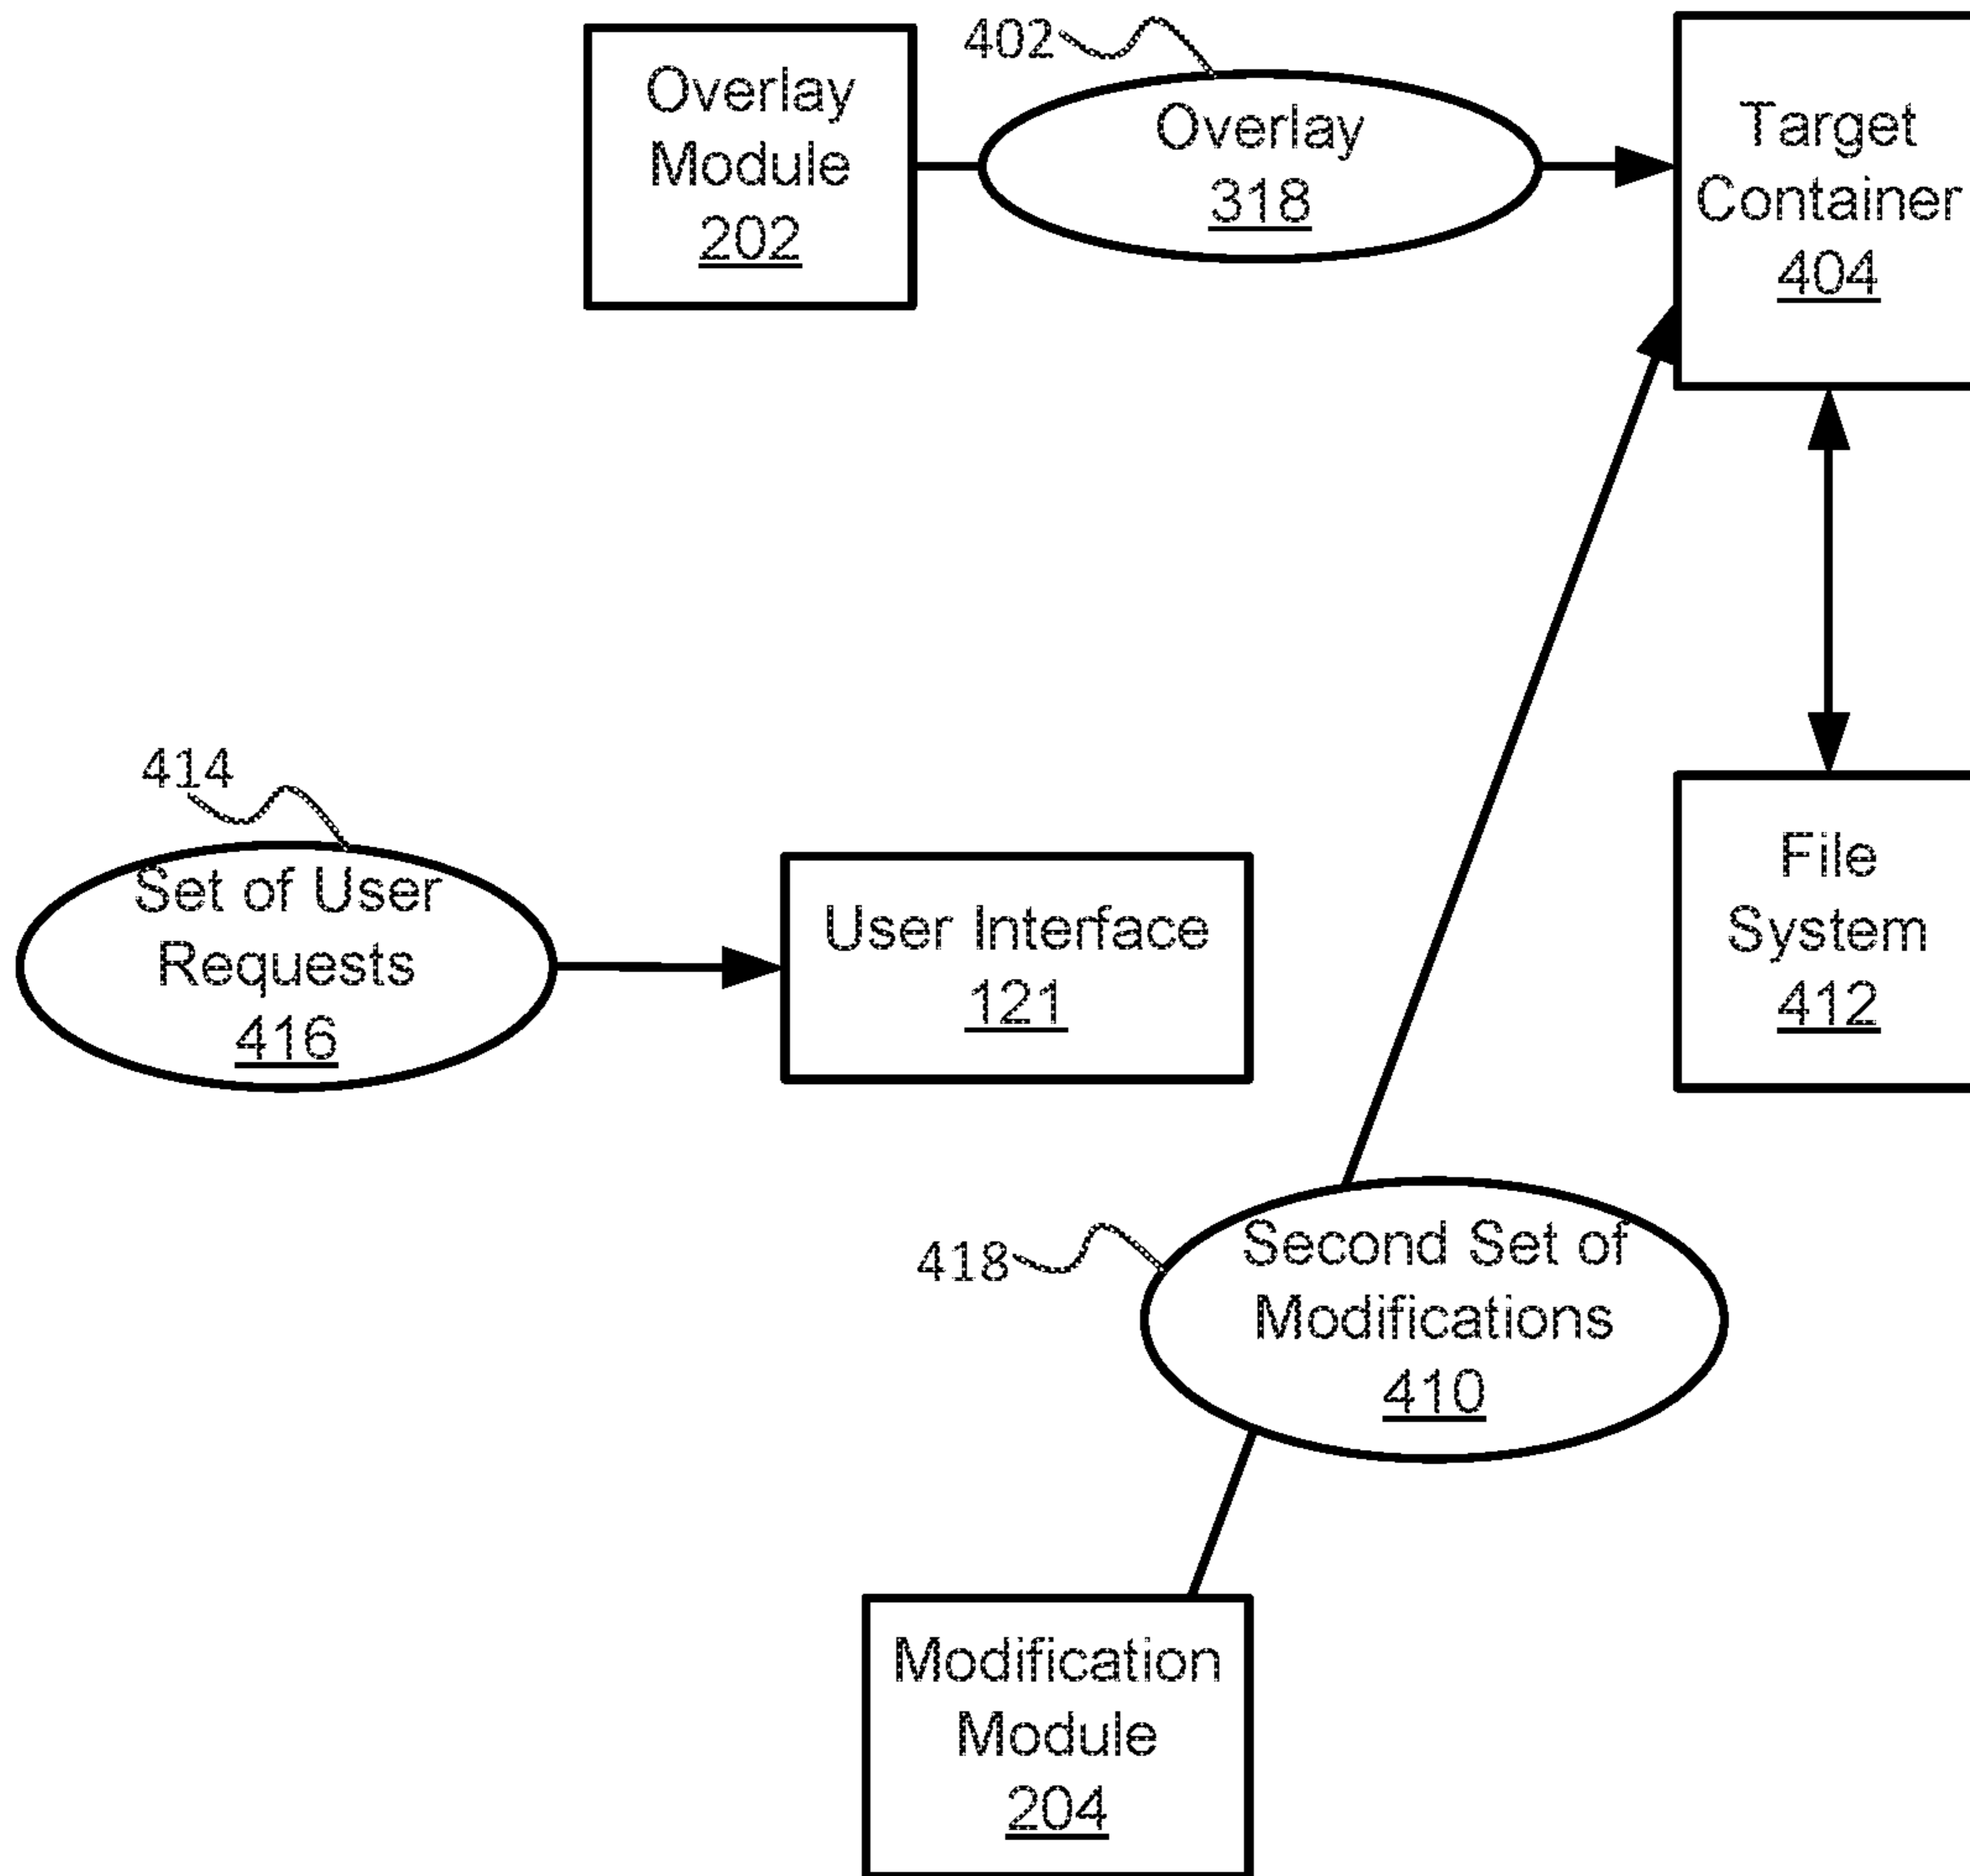 402
Overlay
Module
202
Overlay
318
Target
Container
404
414
Set of User
Requests
416
User Interface
121
File
System
412
418
Second Set of
Modifications
410
Modification
Module
204